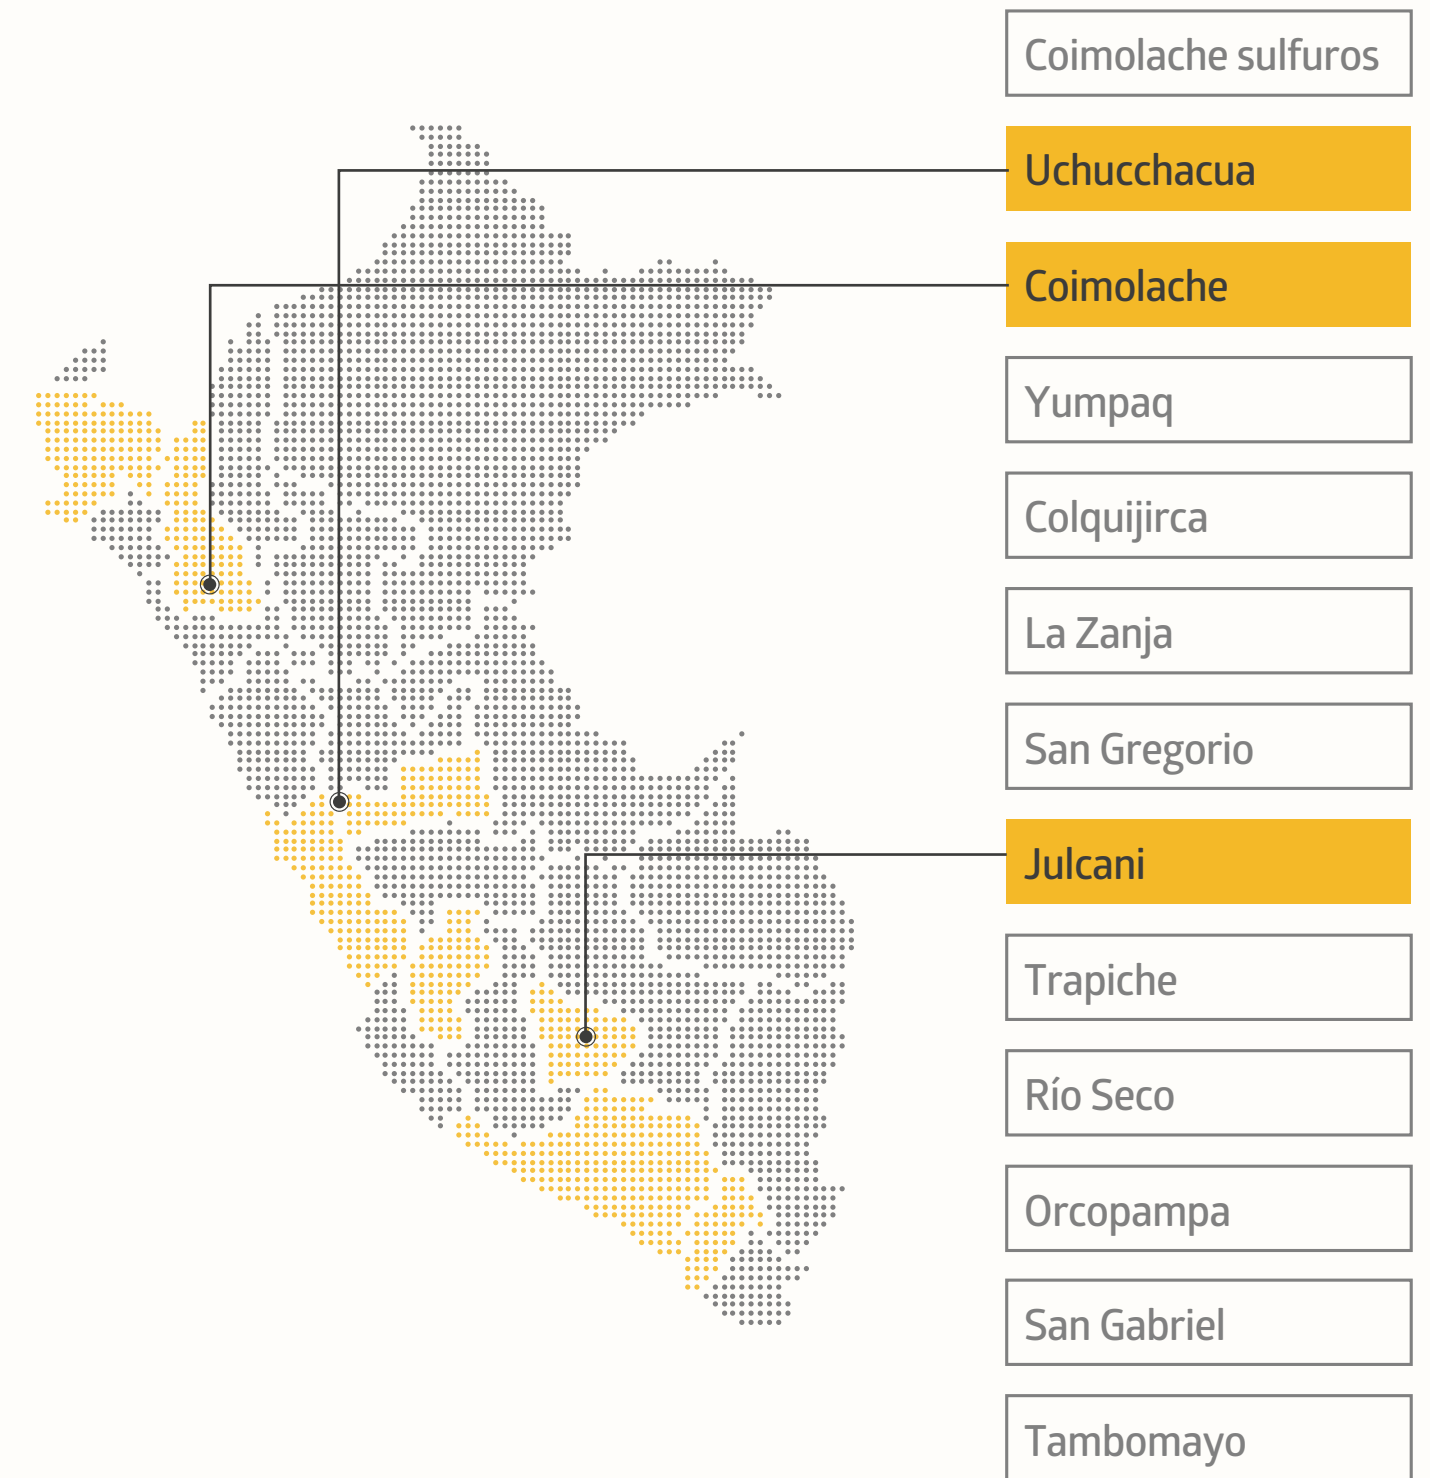 Coimolache sulfuros
Uchucchacua
Coimolache
Yumpaq
Colquijirca
La Zanja
San Gregorio
Julcani
Trapiche
Río Seco
Orcopampa
San Gabriel
Tambomayo